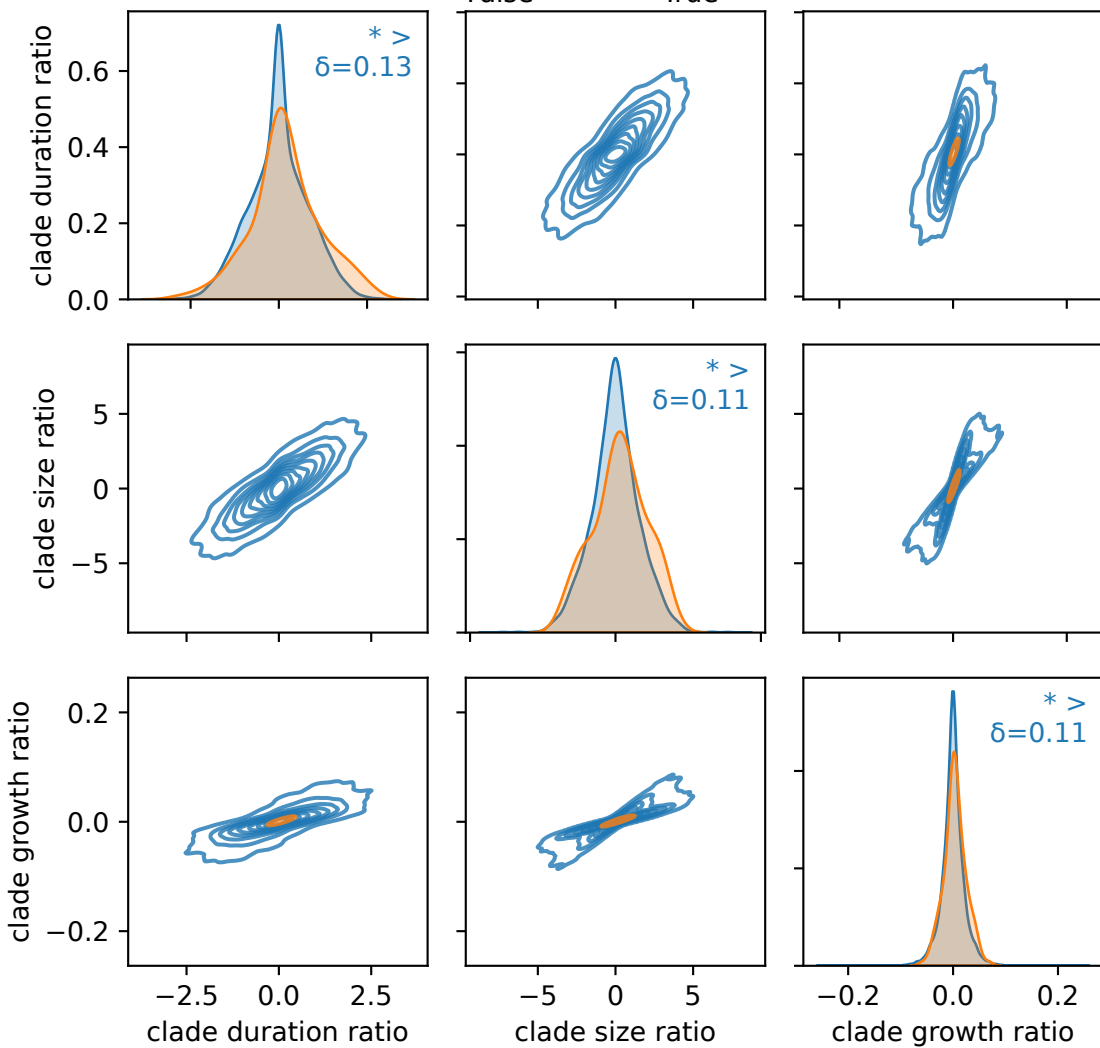 clade duration ratio
0.6
0.4
0.2
0.0
* >
δ=0.13
clade size ratio
5
0
−5
* >
δ=0.11
clade growth ratio
0.2
0.0
−0.2
* >
δ=0.11
−2.5 0.0 2.5
−5 0 5
−0.2 0.0 0.2
clade duration ratio
clade size ratio
clade growth ratio